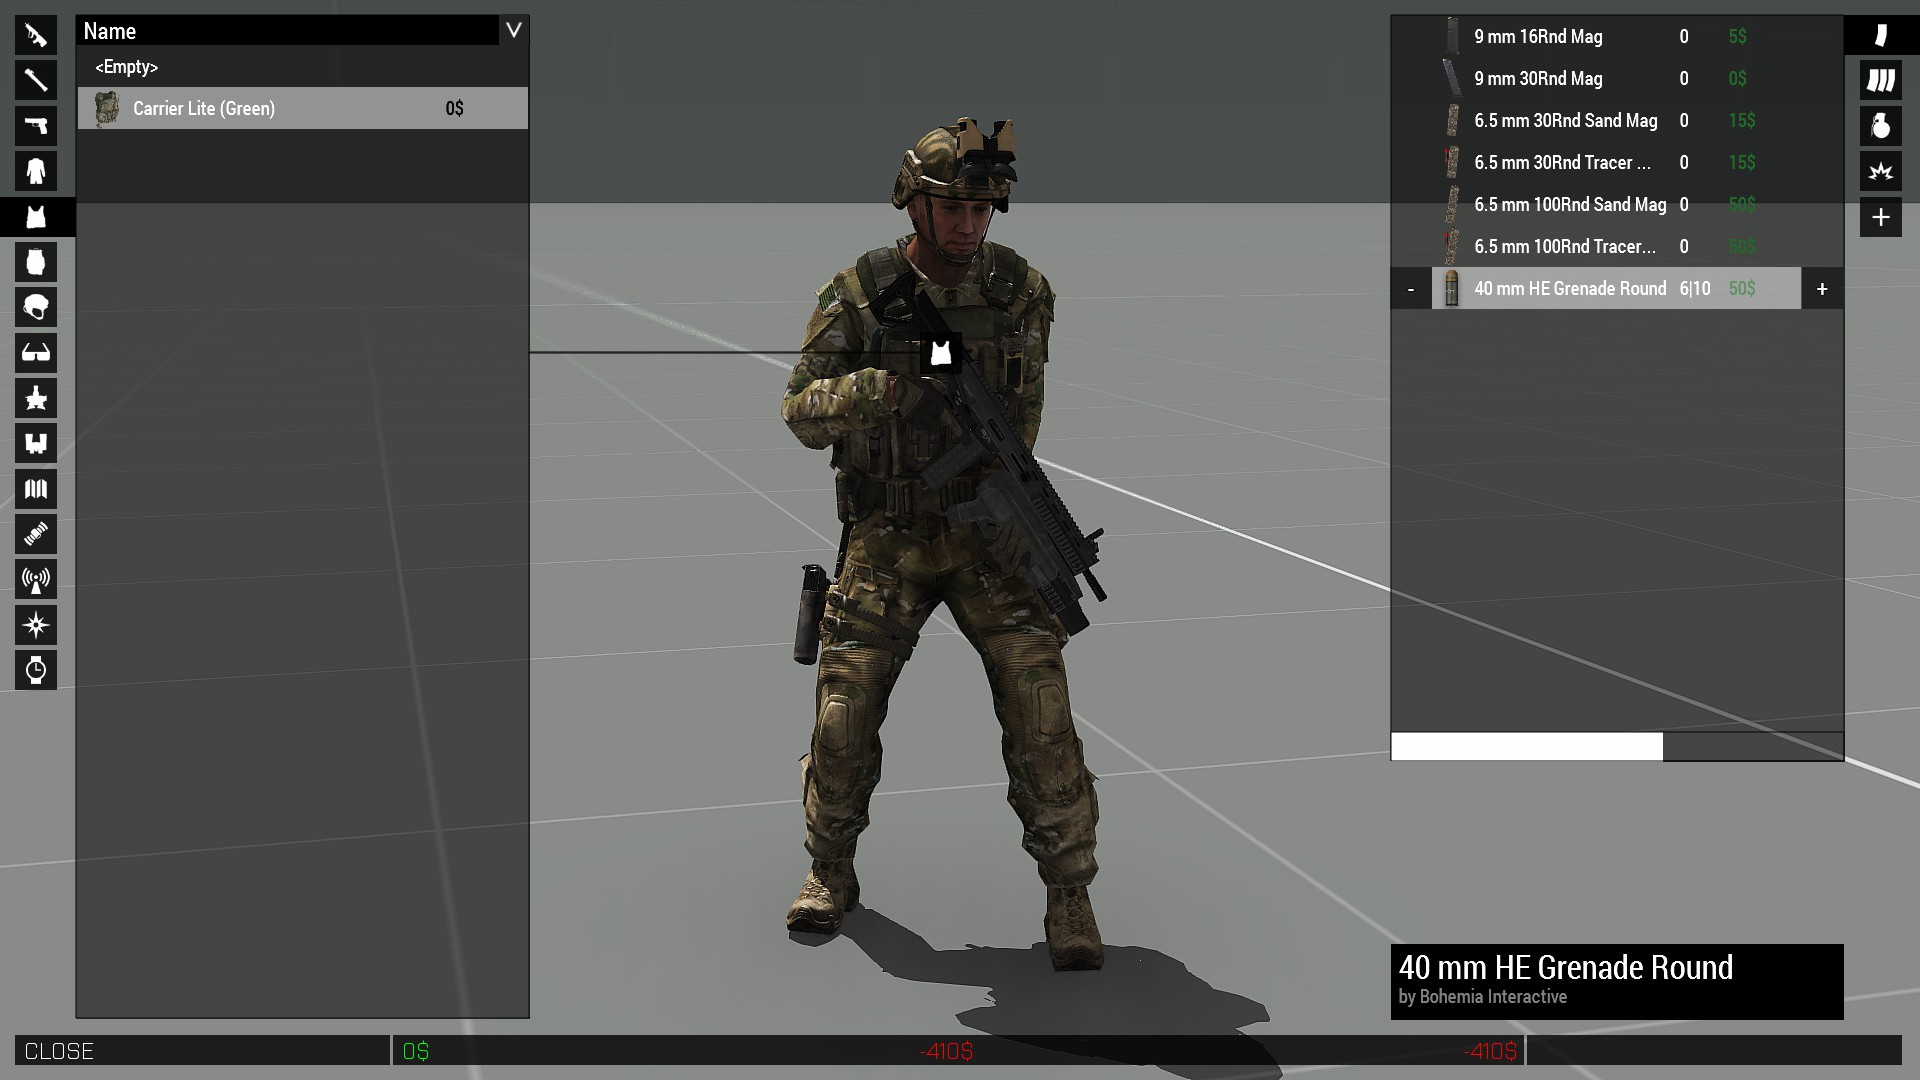 Name
V
<Empty>
Carrier Lite (Green) 0$
9 mm 16Rnd Mag 0 5$
9 mm 30Rnd Mag 0 0$
6.5 mm 30Rnd Sand Mag 0 15$
6.5 mm 30Rnd Tracer ... 0 15$
6.5 mm 100Rnd Sand Mag 0 50$
6.5 mm 100Rnd Tracer... 0 50$
- 40 mm HE Grenade Round 6|10 50$ +
40 mm HE Grenade Round
by Bohemia Interactive
CLOSE 0$ -410$ -410$